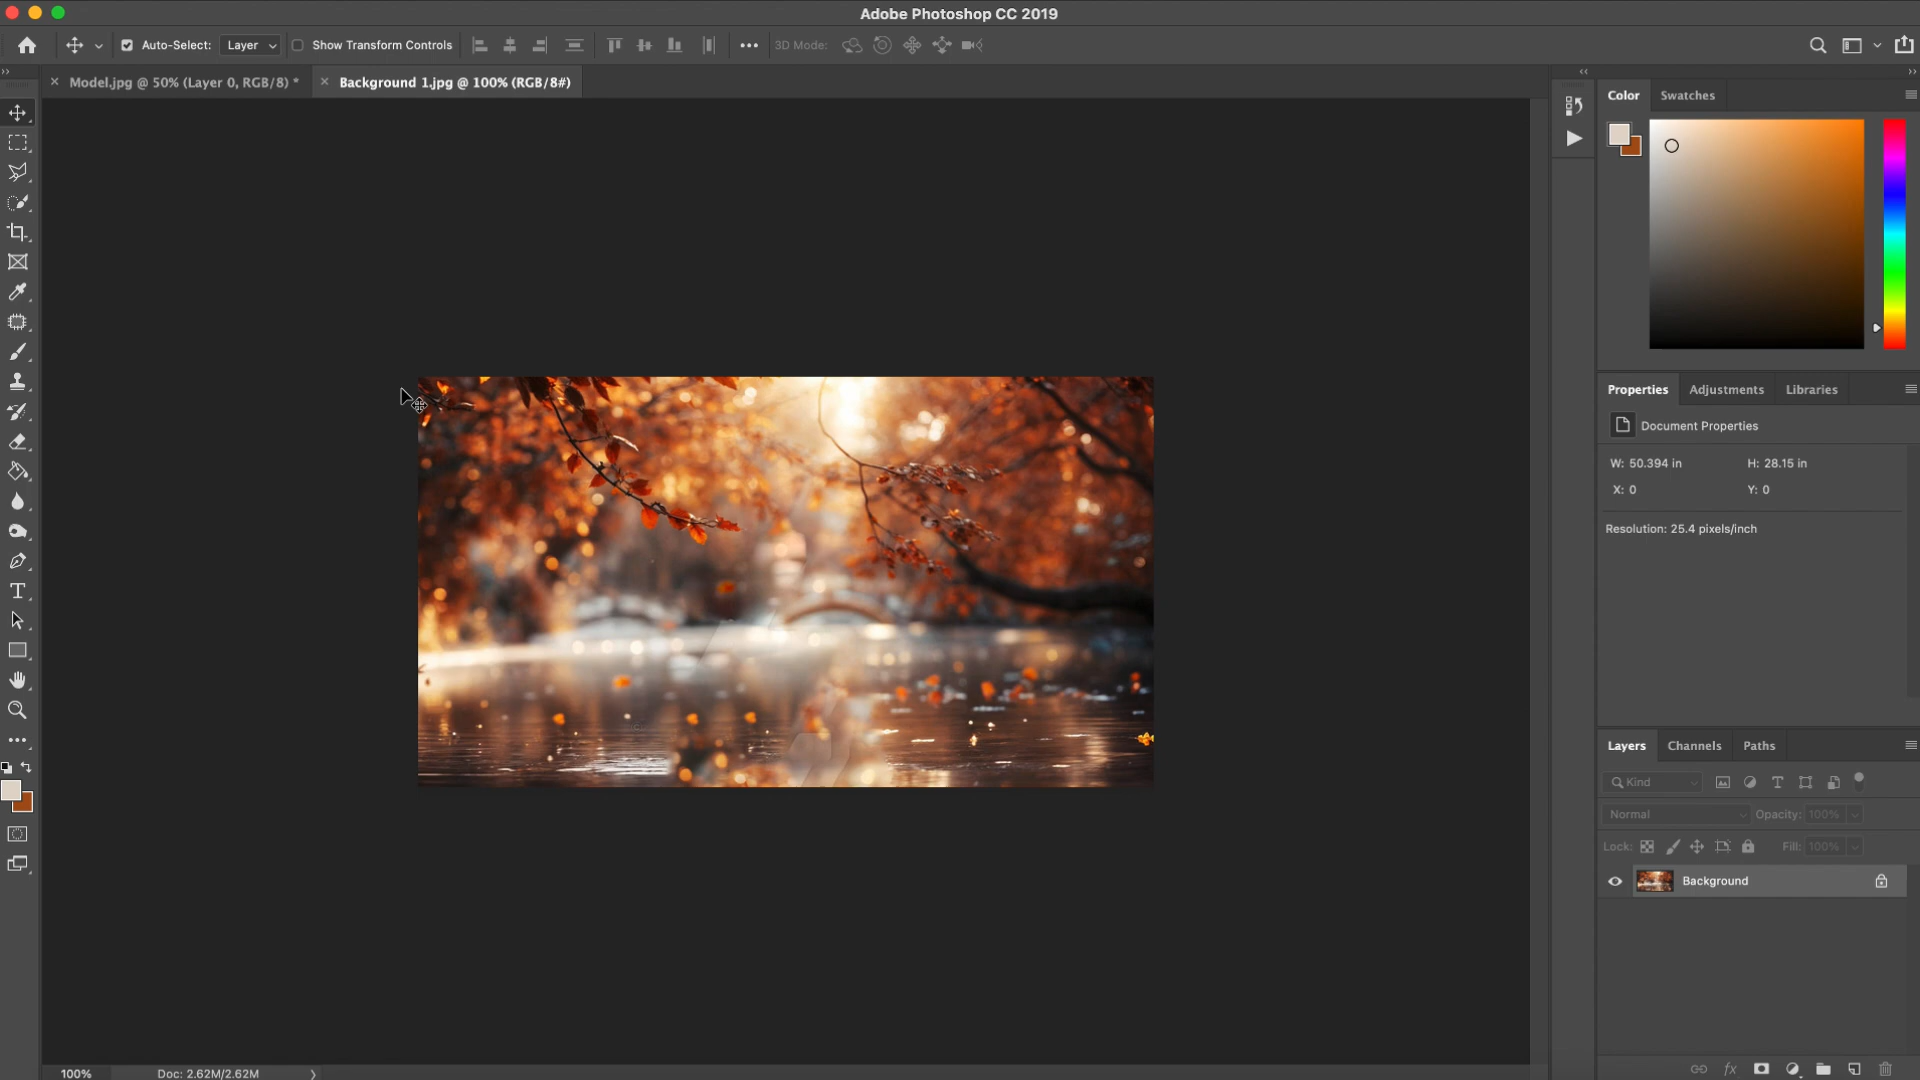 Adobe Photoshop CC 2019
Auto-Select: Layer Show Transform Controls 3D Mode:
Model.jpg @ 50% (Layer 0, RGB/8) * Background 1.jpg @ 100% (RGB/8#)
Color Swatches
Properties Adjustments Libraries
Document Properties
W: 50.394 in H: 28.15 in
X: 0 Y: 0
Resolution: 25.4 pixels/inch
Layers Channels Paths
Kind
Normal Opacity: 100%
Lock: Fill: 100%
Background
100% Doc: 2.62M/2.62M